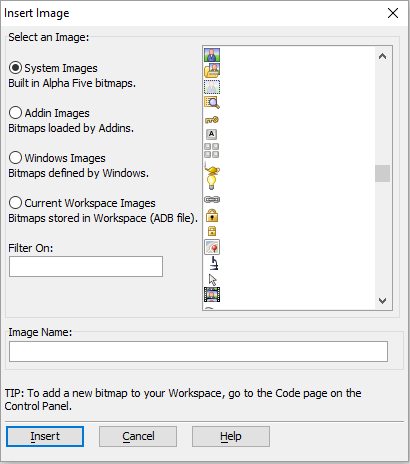 Insert Image
Select an Image:
System Images
Built in Alpha Five bitmaps.
Addin Images
Bitmaps loaded by Addins.
Windows Images
Bitmaps defined by Windows.
Current Workspace Images
Bitmaps stored in Workspace (ADB file).
Filter On:
A
Image Name:
TIP: To add a new bitmap to your Workspace, go to the Code page on the
Control Panel.
Insert
Cancel
Help